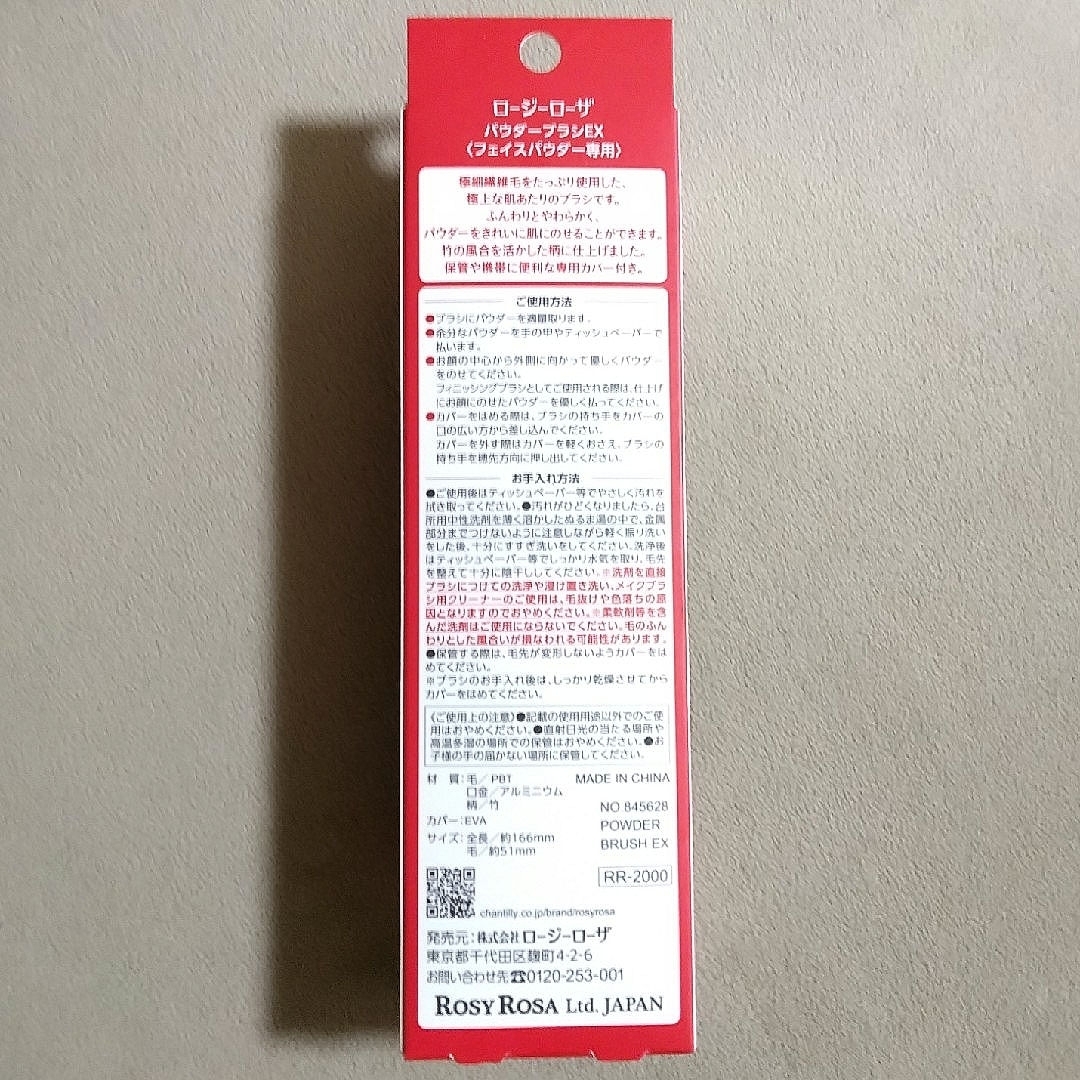 ロージーローザ
パウダーブラシEX
〈フェイスパウダー専用〉
極細繊維毛をたっぷり使用した、
極上な肌あたりのブラシです。
ふんわりとやわらかく、
パウダーをきれいに肌にのせることができます。
竹の風合を活かした柄に仕上げました。
保管や携帯に便利な専用カバー付き。
ご使用方法
●ブラシにパウダーを適量取ります。
●余分なパウダーを手の甲やティッシュペーパーで
払います。
●お顔の中心から外側に向かって優しくパウダー
をのせてください。
フィニッシングブラシとしてご使用される際は、仕上げ
にお顔にのせたパウダーを優しく払ってください。
●カバーをはめる際は、ブラシの持ち手をカバーの
口の広い方から差し込んでください。
カバーを外す際はカバーを軽くおさえ、ブラシの
持ち手を穂先方向に押し出してください。
お手入れ方法
●ご使用後はティッシュペーパー等でやさしく汚れを
拭き取ってください。●汚れがひどくなりましたら、台
所用中性洗剤を薄く溶かしたぬるま湯の中で、金属
部分までつけないように注意しながら軽く振り洗い
をした後、十分にすすぎ洗いをしてください。洗浄後
はティッシュペーパー等でしっかり水気を取り、毛先
を整えて十分に陰干ししてください。※洗剤を直接
ブラシにつけての洗浄や浸け置き洗い、メイクブラ
シ用クリーナーのご使用は、毛抜けや色落ちの原
因となりますのでおやめください。※柔軟剤等を含
んだ洗剤はご使用にならないでください。毛のふん
わりとした風合いが損なわれる可能性があります。
●保管する際は、毛先が変形しないようカバーをは
めてください。
※ブラシのお手入れ後は、しっかり乾燥させてから
カバーをはめてください。
〈ご使用上の注意〉●記載の使用用途以外でのご使
用はおやめください。●直射日光の当たる場所や
高温多湿の場所での保管はおやめください。●お
子様の手の届かない場所に保管してください。
材 質：毛／PBT MADE IN CHINA
口金／アルミニウム
柄／竹 NO 845628
カバー：EVA POWDER
サイズ：全長／約166mm BRUSH EX
毛／約51mm
RR-2000
chantilly.co.jp/brand/rosyrosa
発売元：株式会社ロージーローザ
東京都千代田区麹町4-2-6
お問い合わせ先☎0120-253-001
ROSY ROSA Ltd. JAPAN